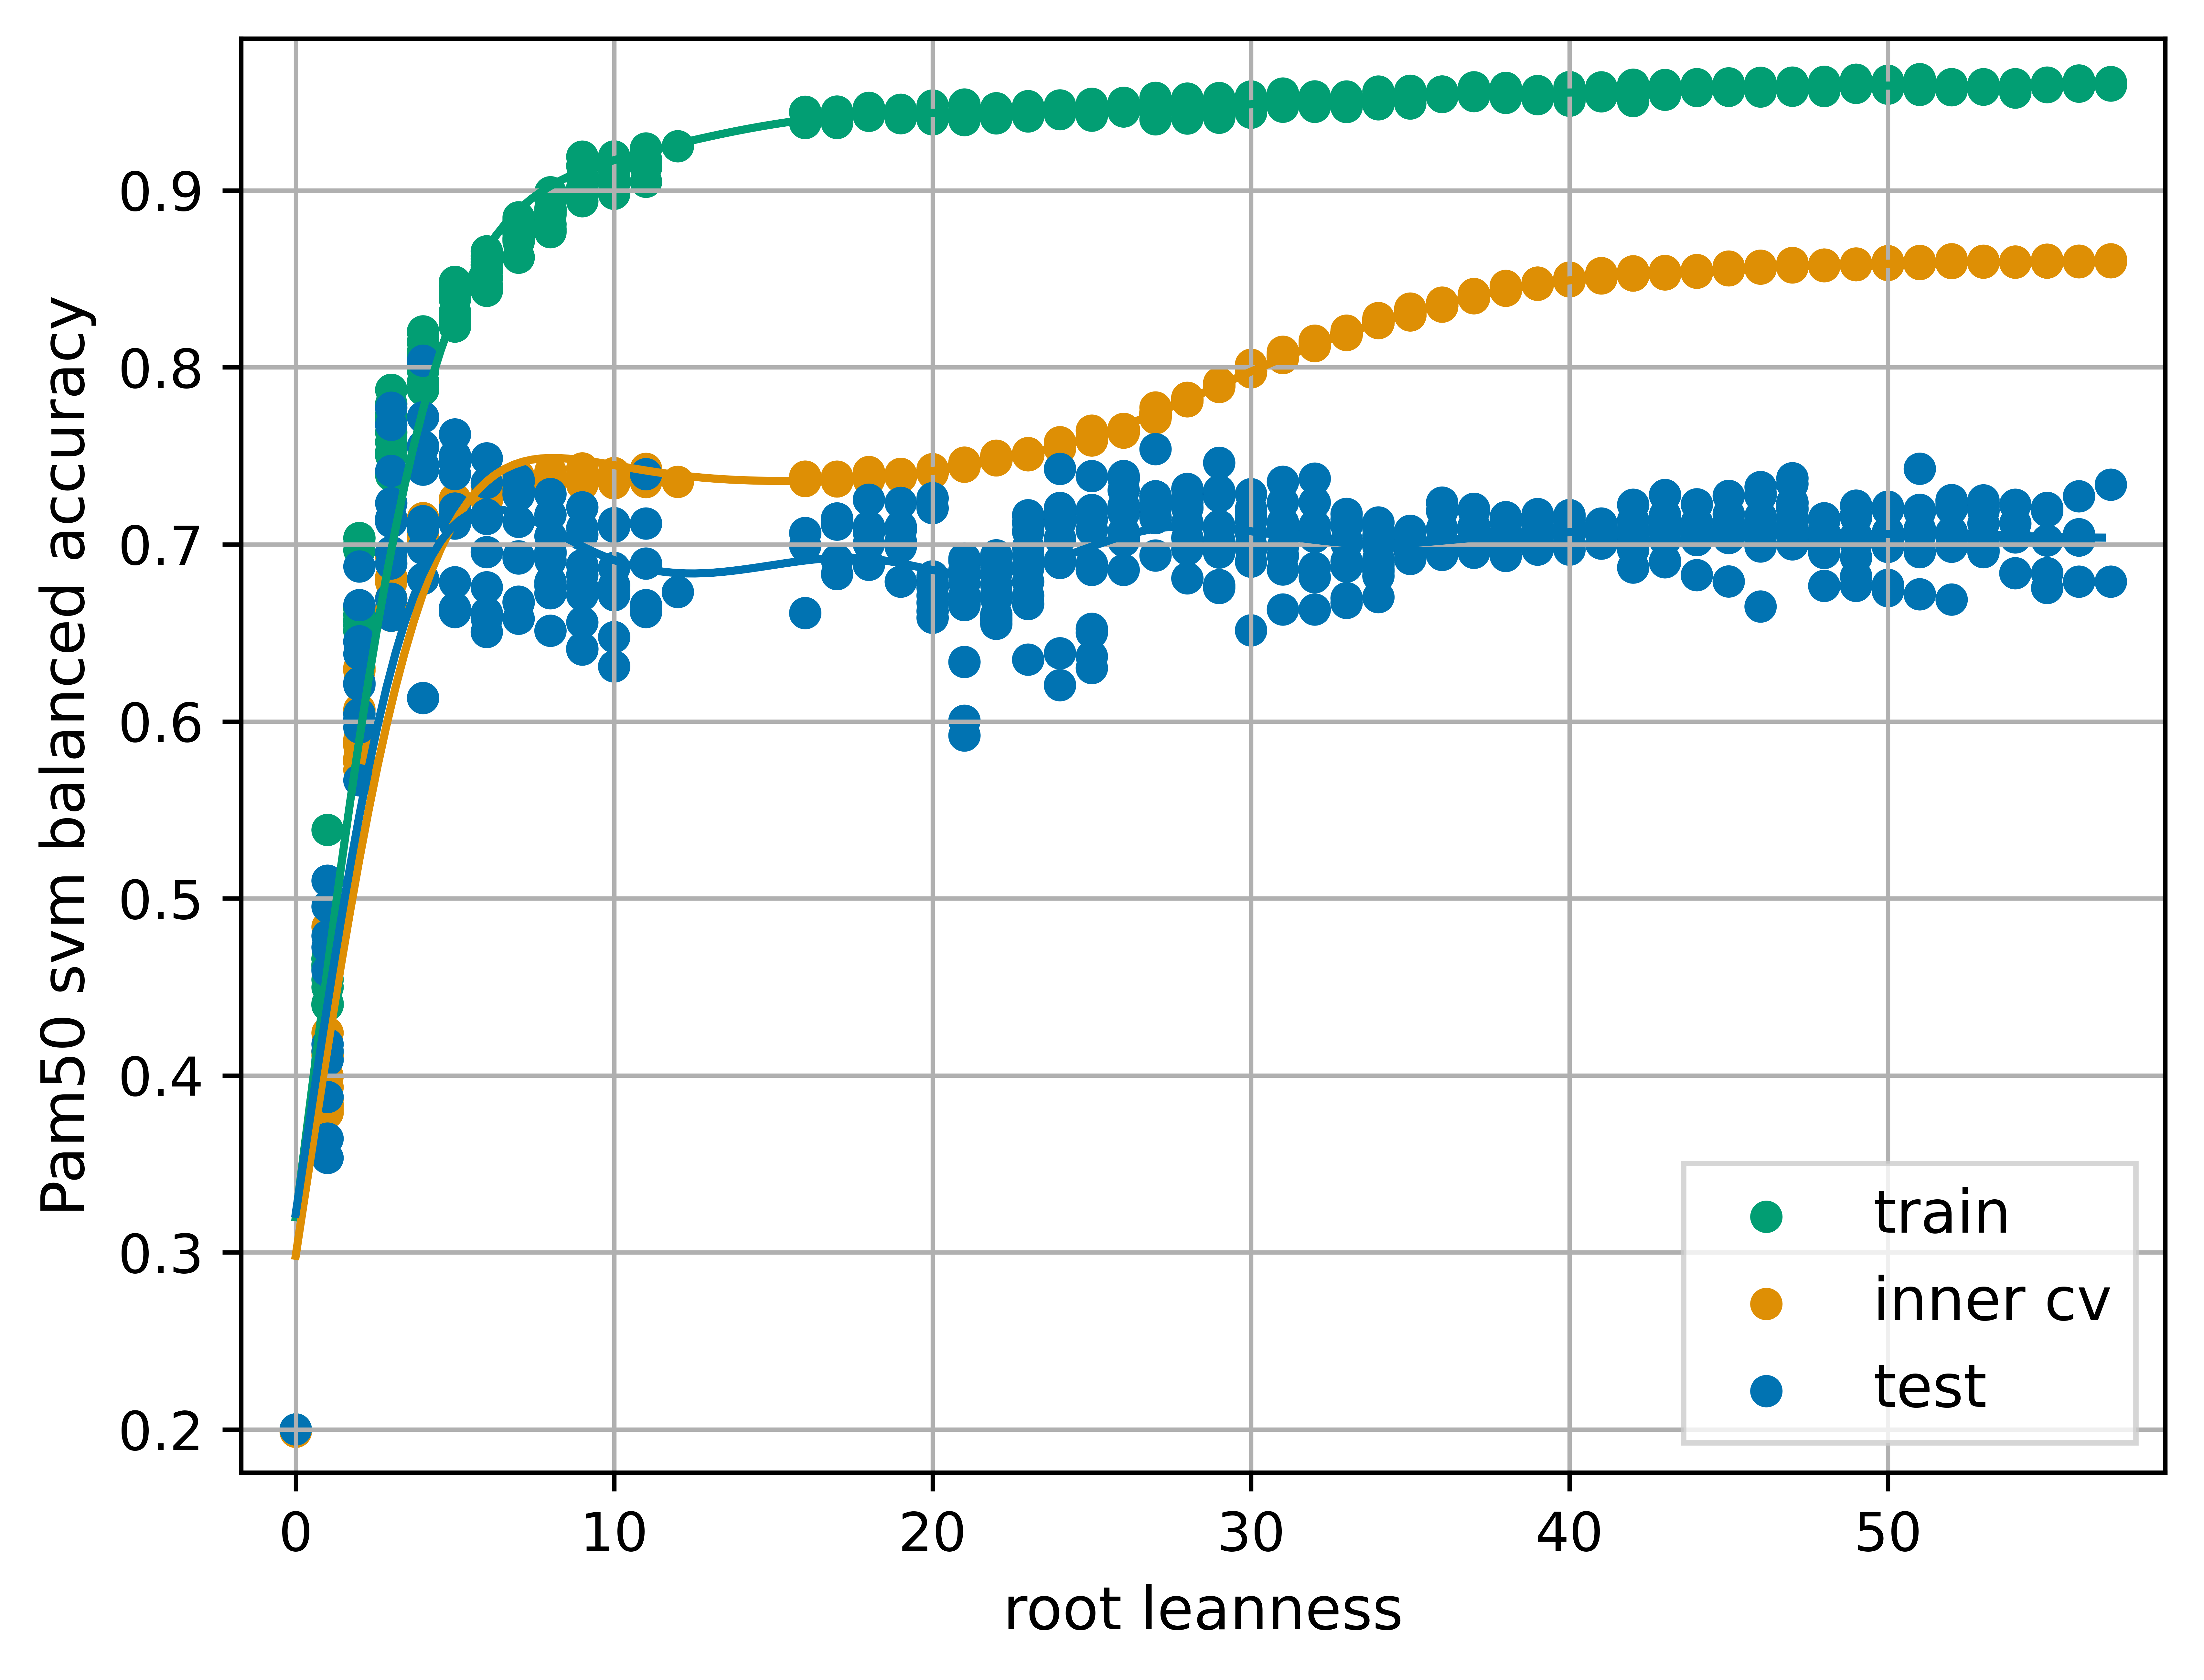 Pam50 svm balanced accuracy
0.9
0.8
0.7
0.6
0.5
0.4
0.3
0.2
0 10 20 30 40 50
root leanness
train
inner cv
test